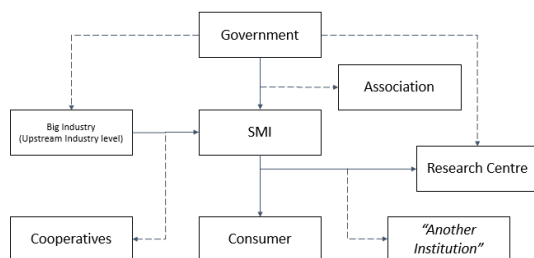 Government
Association
Big Industry
(Upstream Industry level)
SMI
Research Centre
Cooperatives
Consumer
“Another
Institution”